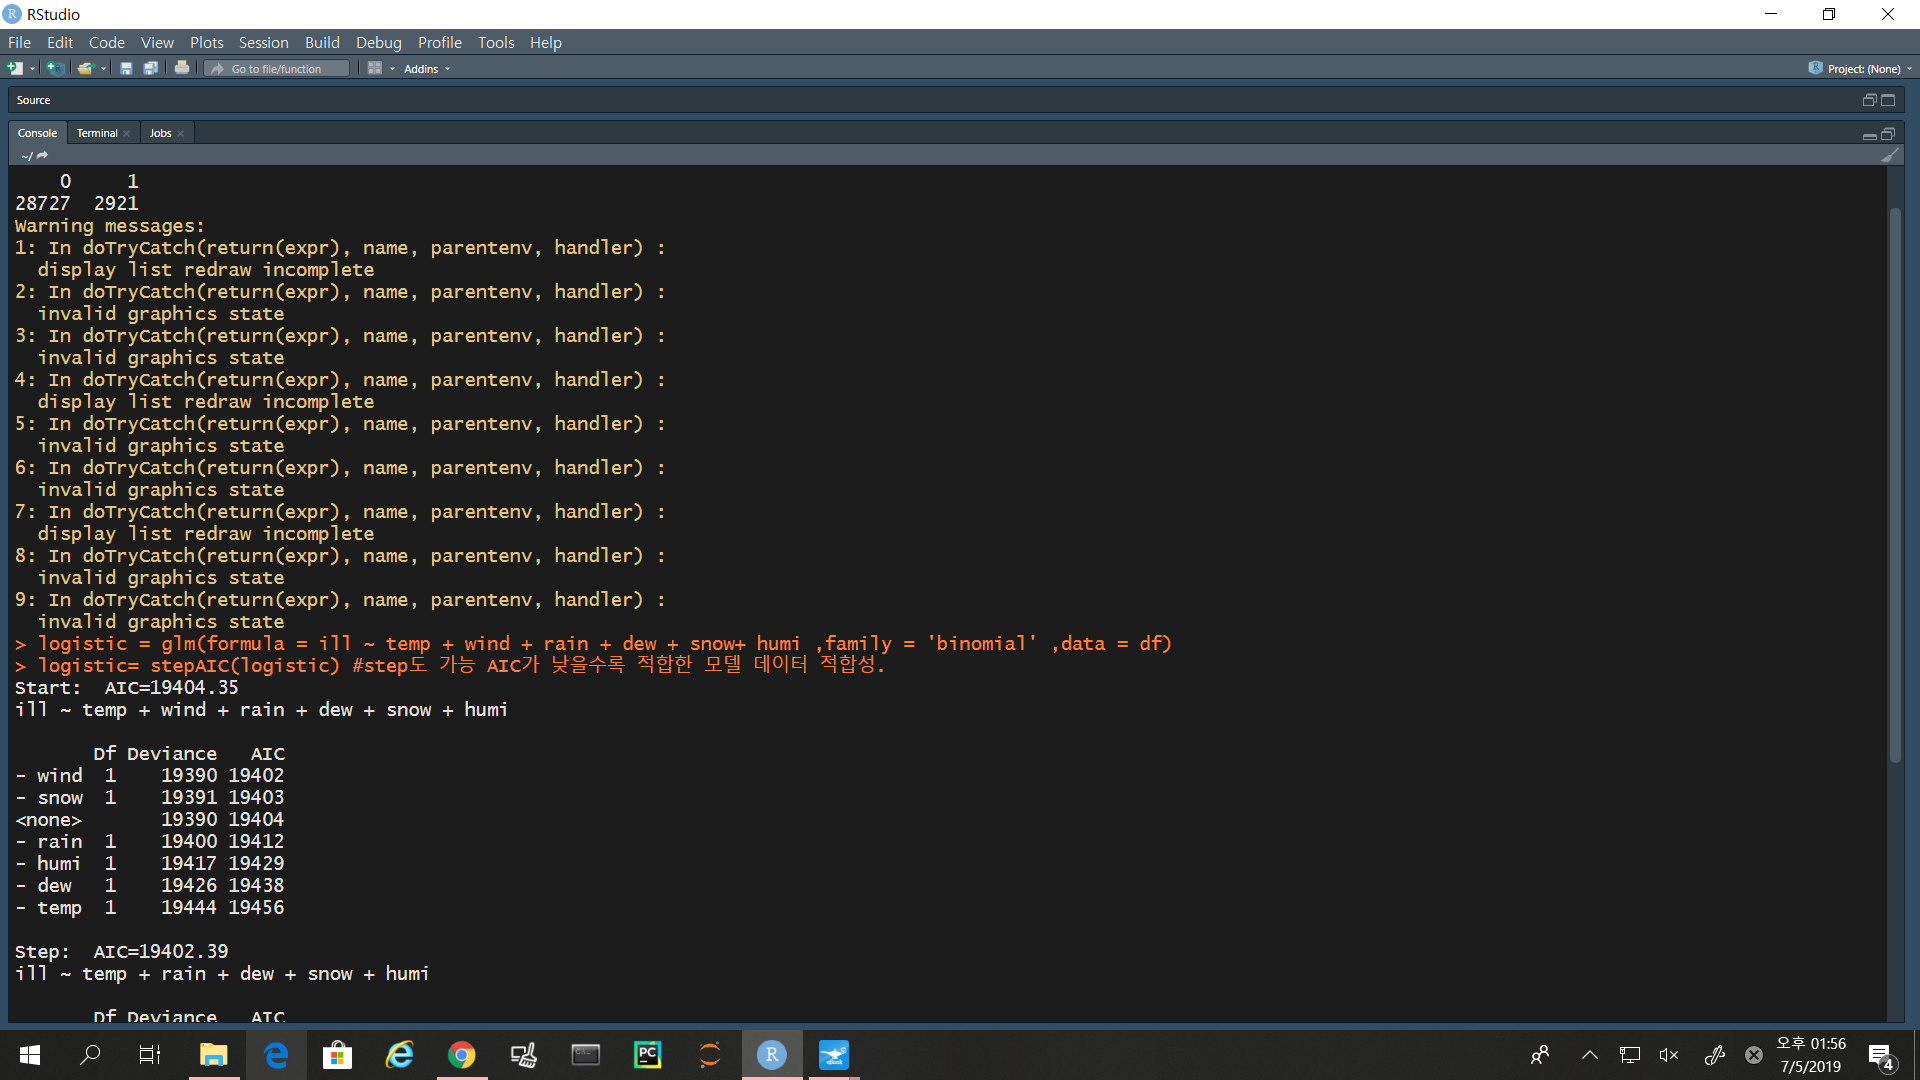 RStudio
File Edit Code View Plots Session Build Debug Profile Tools Help
Go to file/function Addins Project: (None)
Source
Console Terminal Jobs
~/
0 1
28727 2921
Warning messages:
1: In doTryCatch(return(expr), name, parentenv, handler) :
display list redraw incomplete
2: In doTryCatch(return(expr), name, parentenv, handler) :
invalid graphics state
3: In doTryCatch(return(expr), name, parentenv, handler) :
invalid graphics state
4: In doTryCatch(return(expr), name, parentenv, handler) :
display list redraw incomplete
5: In doTryCatch(return(expr), name, parentenv, handler) :
invalid graphics state
6: In doTryCatch(return(expr), name, parentenv, handler) :
invalid graphics state
7: In doTryCatch(return(expr), name, parentenv, handler) :
display list redraw incomplete
8: In doTryCatch(return(expr), name, parentenv, handler) :
invalid graphics state
9: In doTryCatch(return(expr), name, parentenv, handler) :
invalid graphics state
> logistic = glm(formula = ill ~ temp + wind + rain + dew + snow+ humi ,family = 'binomial' ,data = df)
> logistic= stepAIC(logistic) #step도 가능 AIC가 낮을수록 적합한 모델 데이터 적합성.
Start:  AIC=19404.35
ill ~ temp + wind + rain + dew + snow + humi
Df Deviance AIC
- wind 1 19390 19402
- snow 1 19391 19403
<none> 19390 19404
- rain 1 19400 19412
- humi 1 19417 19429
- dew 1 19426 19438
- temp 1 19444 19456
Step:  AIC=19402.39
ill ~ temp + rain + dew + snow + humi
Df Deviance AIC
오후 01:56
7/5/2019
4